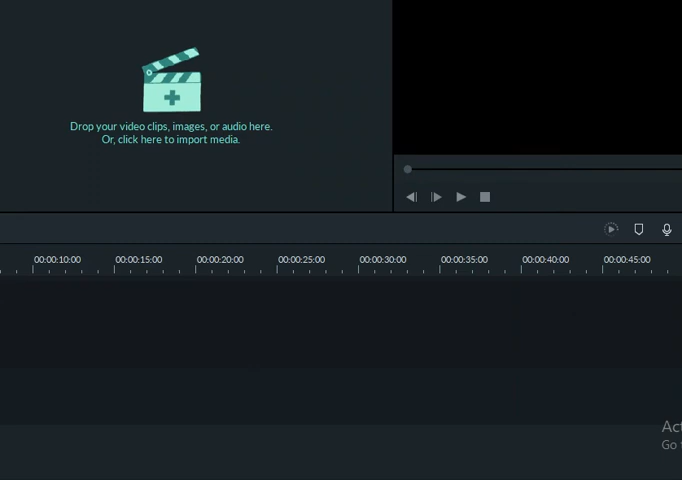 Drop your video clips, images, or audio here.
Or, click here to import media.
00:00:10:00 00:00:15:00 00:00:20:00 00:00:25:00 00:00:30:00 00:00:35:00 00:00:40:00 00:00:45:00
Act
Go